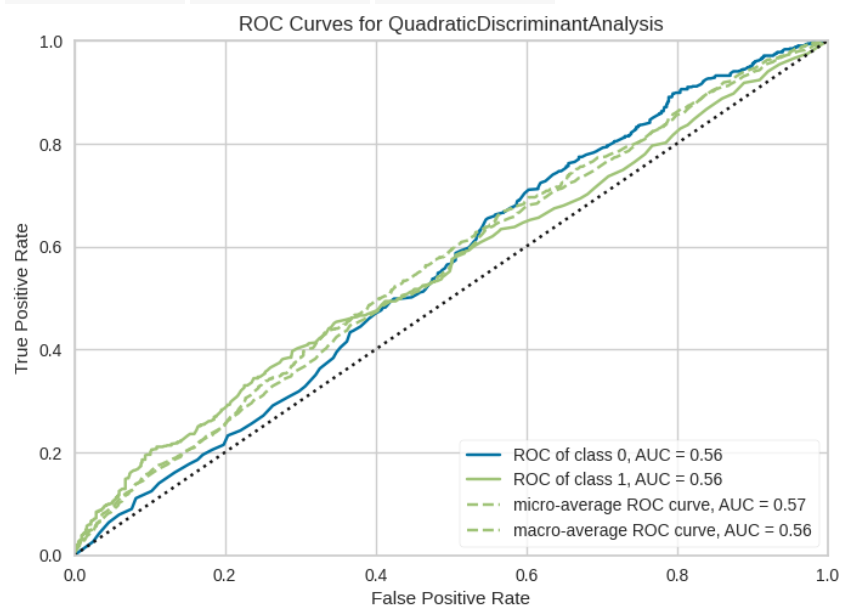 ROC Curves for QuadraticDiscriminantAnalysis
1.0
0.8
0.6
0.4
0.2
0.0
True Positive Rate
ROC of class 0, AUC = 0.56
ROC of class 1, AUC = 0.56
micro-average ROC curve, AUC = 0.57
macro-average ROC curve, AUC = 0.56
0.0 0.2 0.4 0.6 0.8 1.0
False Positive Rate